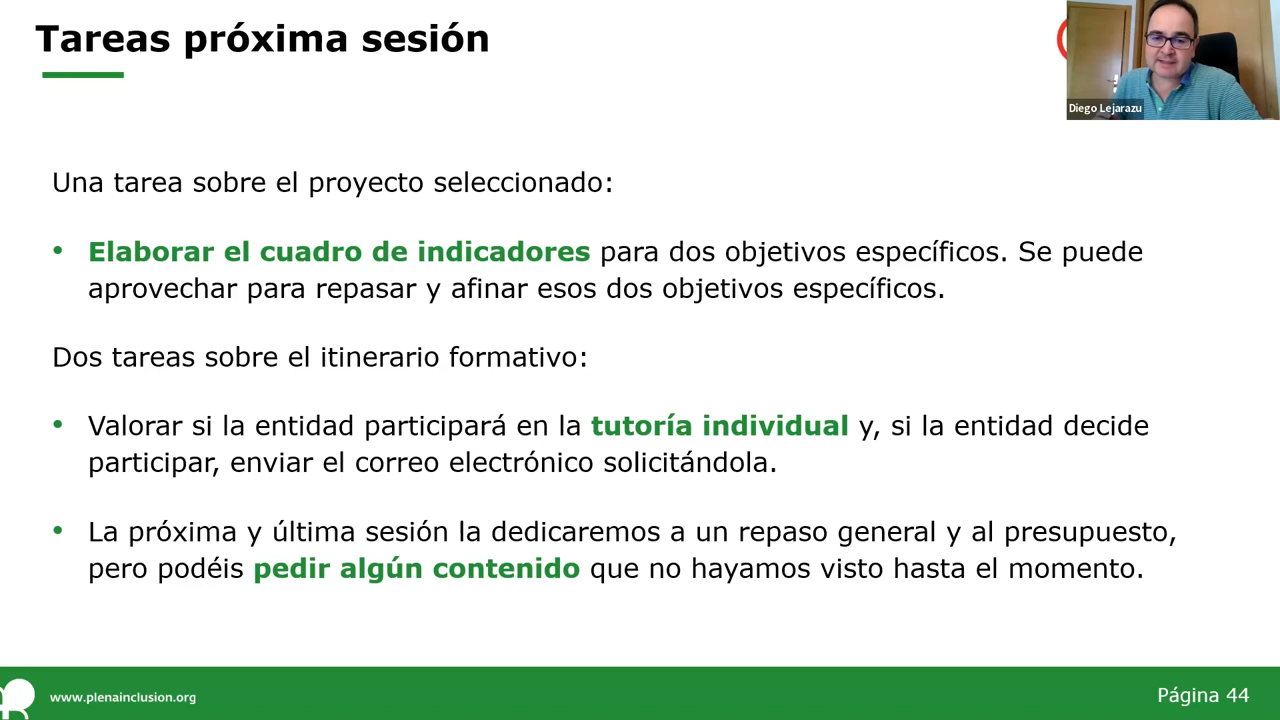 Tareas próxima sesión
Diego Lejarazu
Una tarea sobre el proyecto seleccionado:
• Elaborar el cuadro de indicadores para dos objetivos específicos. Se puede
aprovechar para repasar y afinar esos dos objetivos específicos.
Dos tareas sobre el itinerario formativo:
• Valorar si la entidad participará en la tutoría individual y, si la entidad decide
participar, enviar el correo electrónico solicitándola.
• La próxima y última sesión la dedicaremos a un repaso general y al presupuesto,
pero podéis pedir algún contenido que no hayamos visto hasta el momento.
www.plenainclusion.org
Página 44